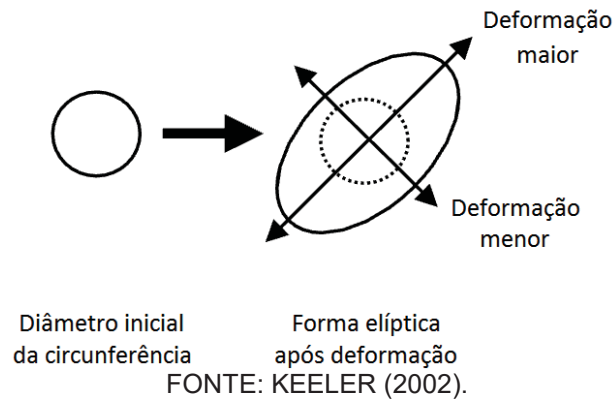 Deformação
maior
Deformação
menor
Diâmetro inicial
da circunferência
Forma elíptica
após deformação
FONTE: KEELER (2002).